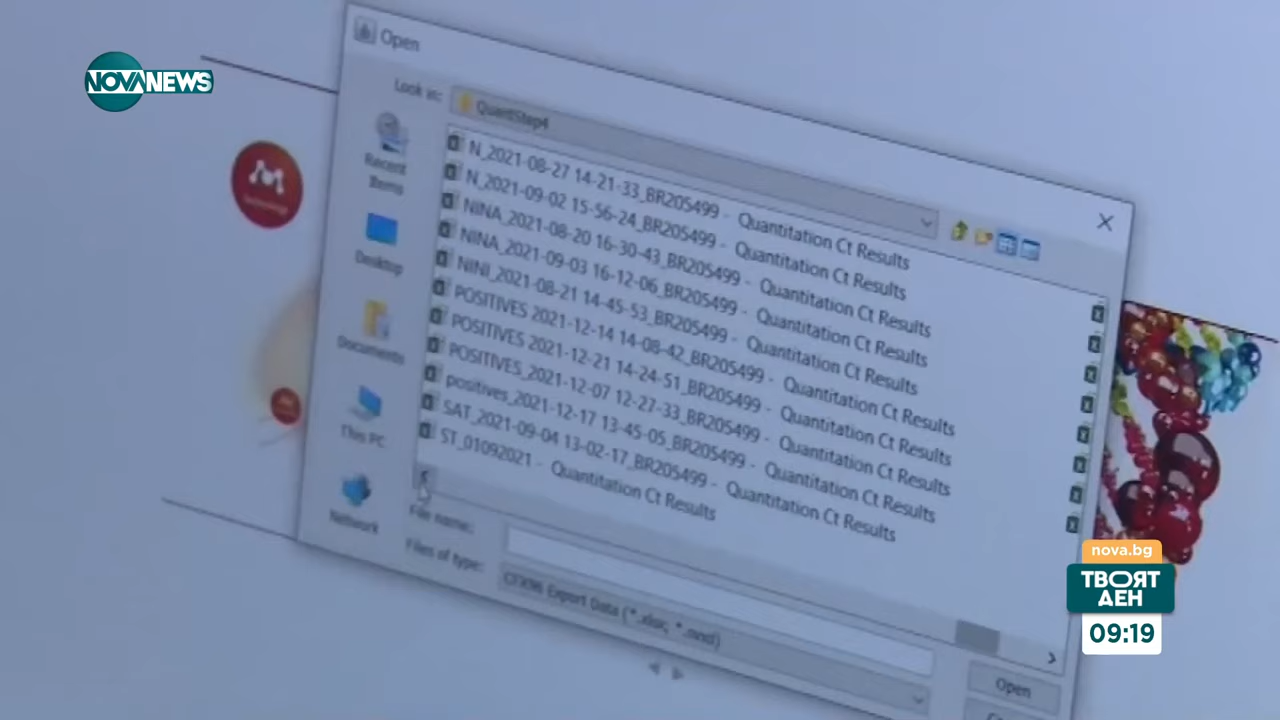 NOVANEWS
Open
Look in:
QuantStep4
Recent
Items
Desktop
Documents
This PC
Network
N_2021-08-27 14-21-33_BR205499 - Quantitation Ct Results
N_2021-09-02 15-56-24_BR205499 - Quantitation Ct Results
NINA_2021-08-20 16-30-43_BR205499 - Quantitation Ct Results
NINA_2021-09-03 16-12-06_BR205499 - Quantitation Ct Results
NINI_2021-08-21 14-45-53_BR205499 - Quantitation Ct Results
POSITIVES 2021-12-14 14-08-42_BR205499 - Quantitation Ct Results
POSITIVES 2021-12-21 14-24-51_BR205499 - Quantitation Ct Results
POSITIVES_2021-12-07 12-27-33_BR205499 - Quantitation Ct Results
positives_2021-12-17 13-45-05_BR205499 - Quantitation Ct Results
SAT_2021-09-04 13-02-17_BR205499 - Quantitation Ct Results
ST_01092021 - Quantitation Ct Results
File name:
Files of type:
CFX96 Export Data (*.xlsx, *.xml)
Open
nova.bg
ТВОЯТ
ДЕН
09:19